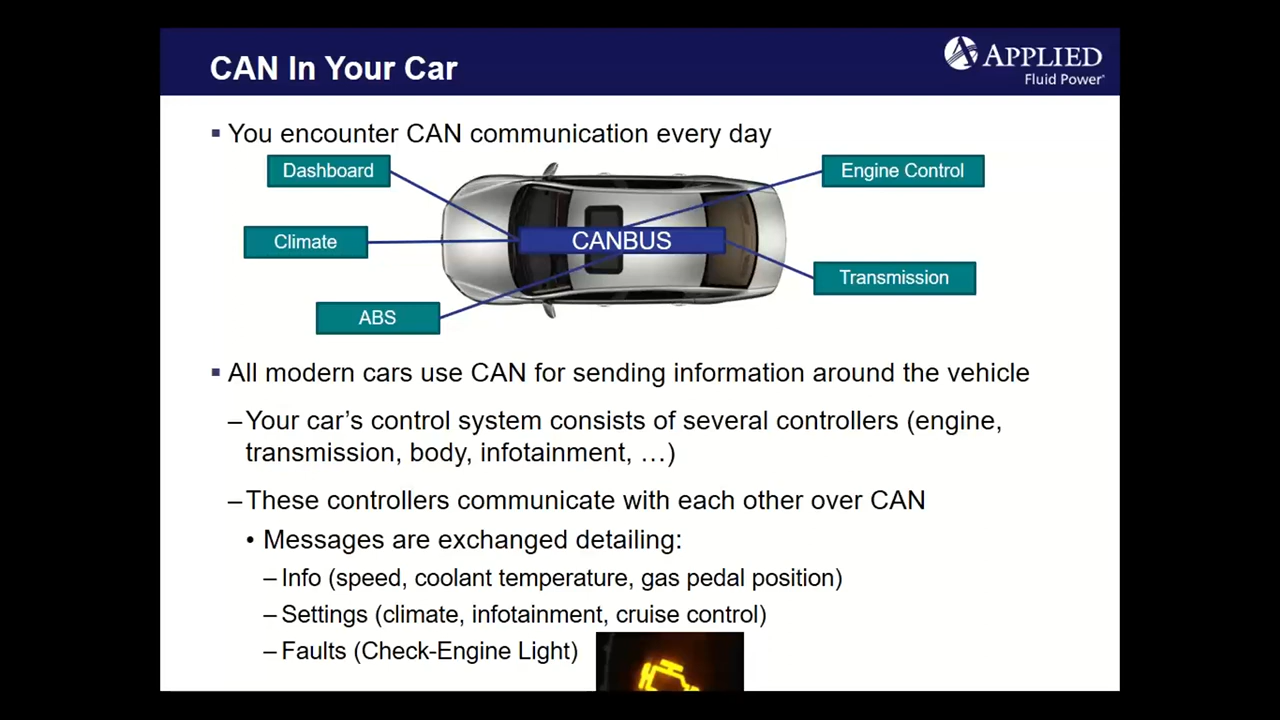 CAN In Your Car
APPLIED
Fluid Power
▪ You encounter CAN communication every day
Dashboard
Engine Control
Climate
CANBUS
Transmission
ABS
▪ All modern cars use CAN for sending information around the vehicle
–Your car's control system consists of several controllers (engine,
transmission, body, infotainment, …)
–These controllers communicate with each other over CAN
• Messages are exchanged detailing:
– Info (speed, coolant temperature, gas pedal position)
– Settings (climate, infotainment, cruise control)
– Faults (Check-Engine Light)